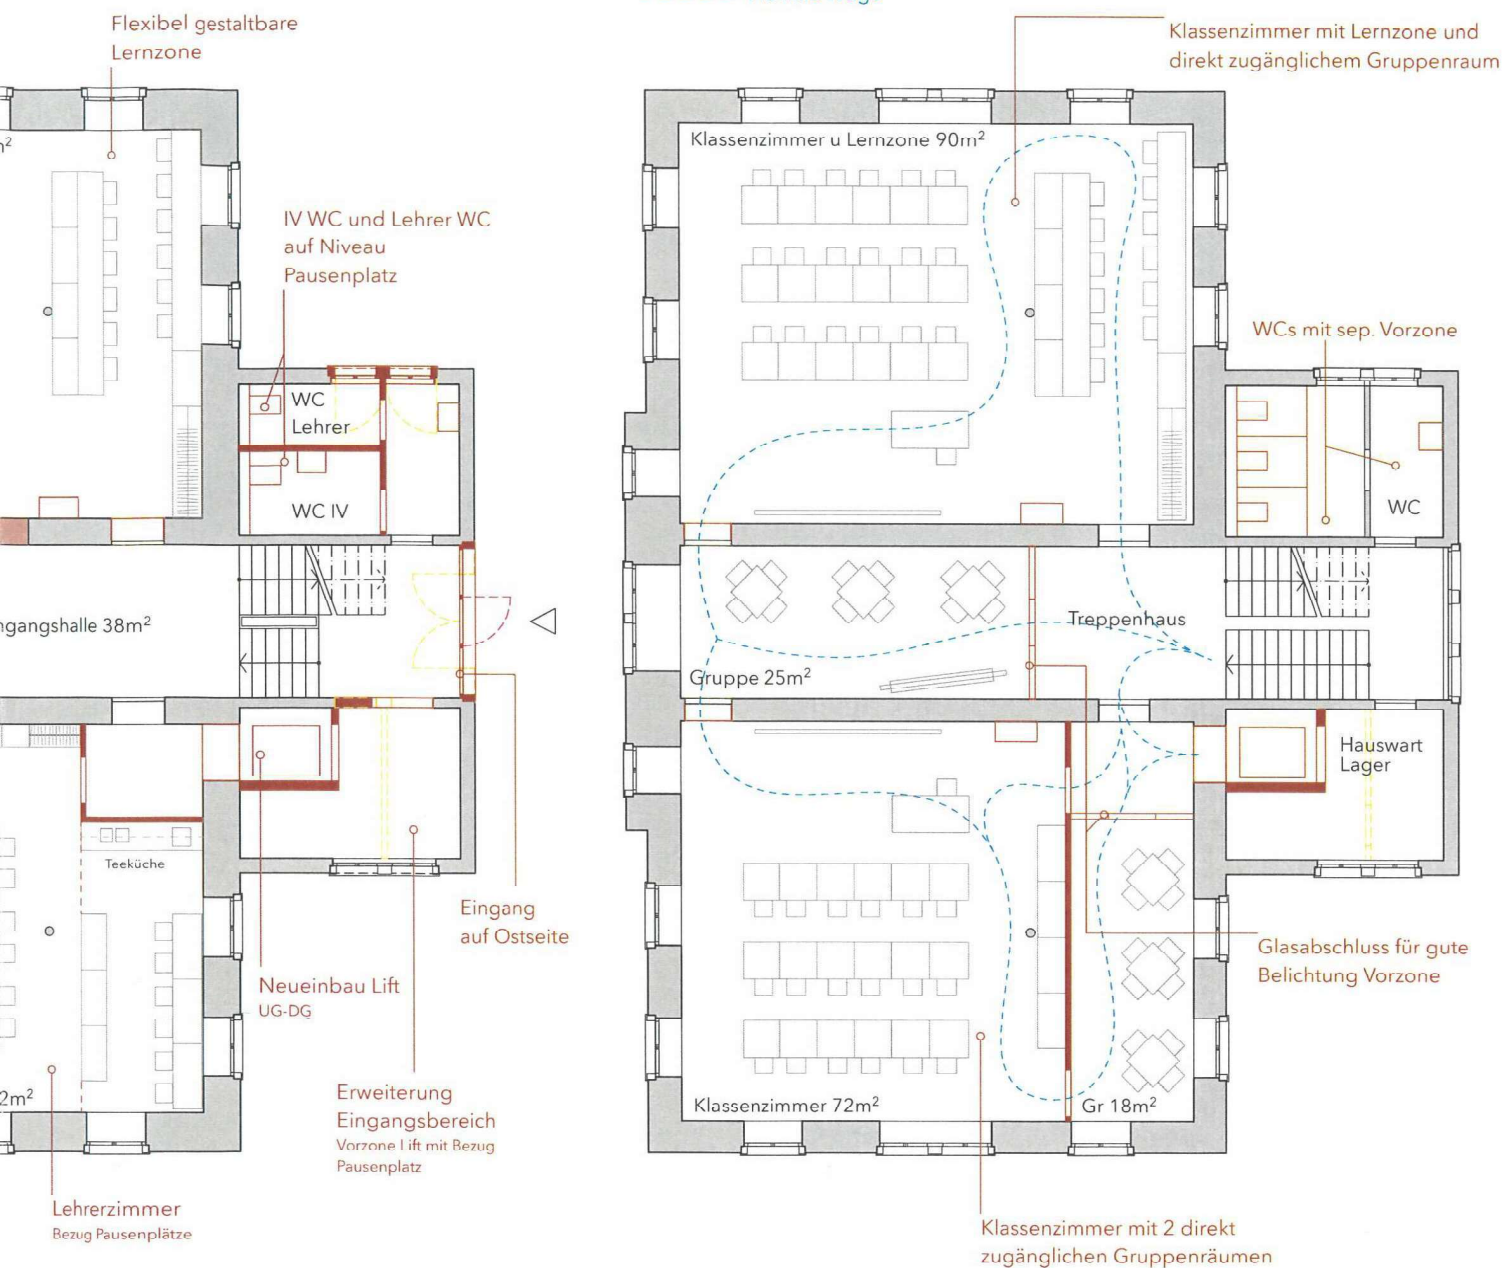 Flexibel gestaltbare
Lernzone
m²
IV WC und Lehrer WC
auf Niveau
Pausenplatz
WC
Lehrer
WC IV
ngangshalle 38m²
Teeküche
2m²
Eingang
auf Ostseite
Neueinbau Lift
UG-DG
Erweiterung
Eingangsbereich
Vorzone Lift mit Bezug
Pausenplatz
Lehrerzimmer
Bezug Pausenplätze
Klassenzimmer mit Lernzone und
direkt zugänglichem Gruppenraum
Klassenzimmer u Lernzone 90m²
WCs mit sep. Vorzone
WC
Treppenhaus
Gruppe 25m²
Hauswart
Lager
Glasabschluss für gute
Belichtung Vorzone
Klassenzimmer 72m²
Gr 18m²
Klassenzimmer mit 2 direkt
zugänglichen Gruppenräumen